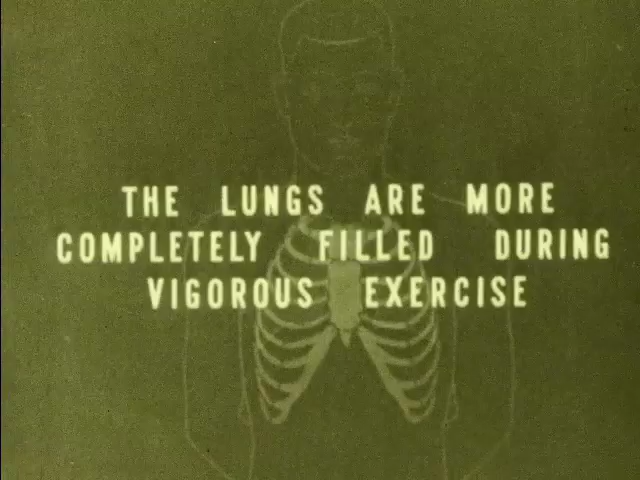 THE LUNGS ARE MORE
COMPLETELY FILLED DURING
VIGOROUS EXERCISE